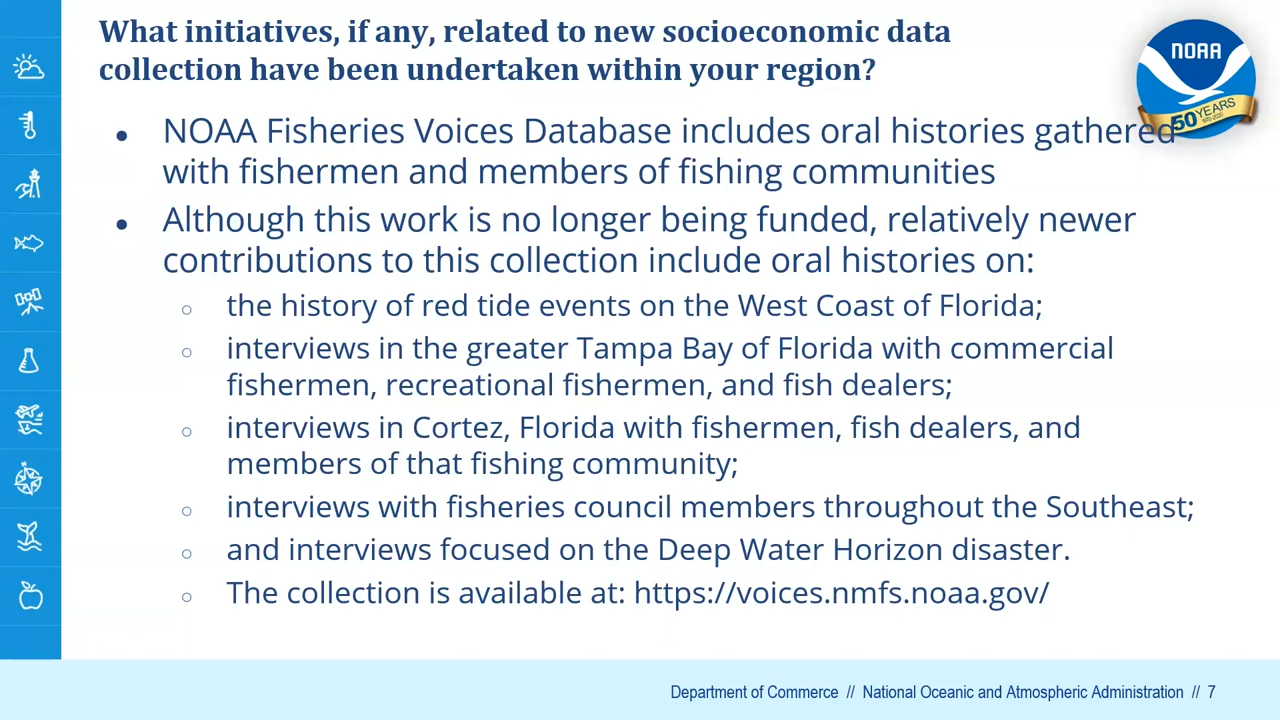 What initiatives, if any, related to new socioeconomic data
collection have been undertaken within your region?
NOAA
50 YEARS
1970-2020
• NOAA Fisheries Voices Database includes oral histories gathered
with fishermen and members of fishing communities
• Although this work is no longer being funded, relatively newer
contributions to this collection include oral histories on:
○ the history of red tide events on the West Coast of Florida;
○ interviews in the greater Tampa Bay of Florida with commercial
fishermen, recreational fishermen, and fish dealers;
○ interviews in Cortez, Florida with fishermen, fish dealers, and
members of that fishing community;
○ interviews with fisheries council members throughout the Southeast;
○ and interviews focused on the Deep Water Horizon disaster.
○ The collection is available at: https://voices.nmfs.noaa.gov/
Department of Commerce // National Oceanic and Atmospheric Administration // 7